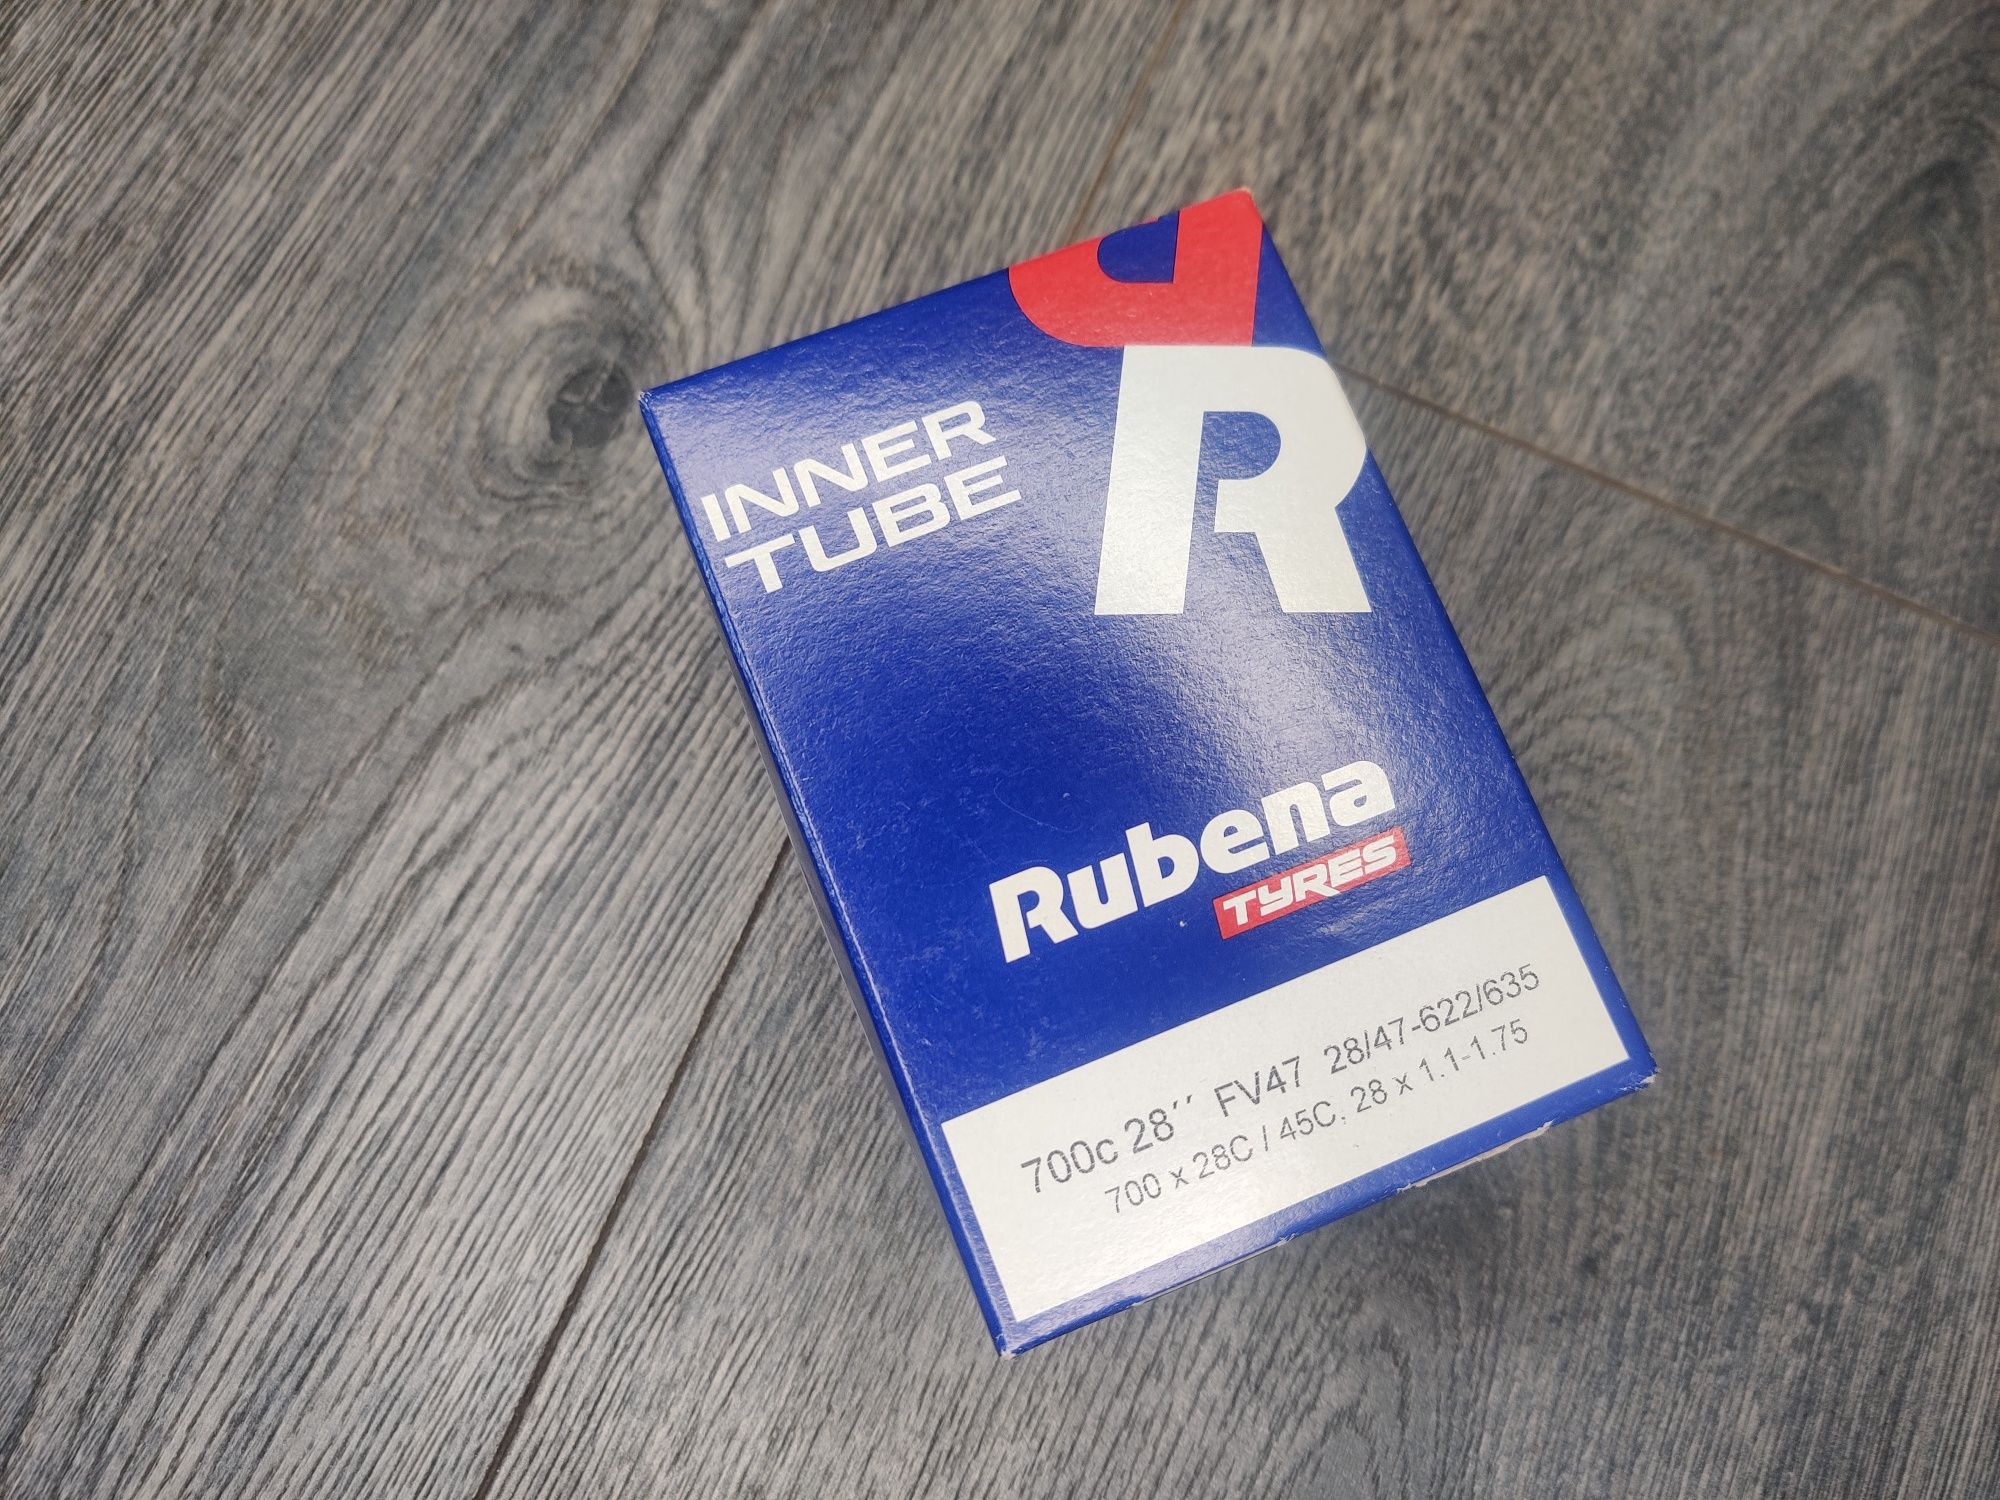 R
INNER
TUBE
Rubena
TYRES
700c 28´´ FV47 28/47-622/635
700 x 28C / 45C, 28 x 1.1-1.75